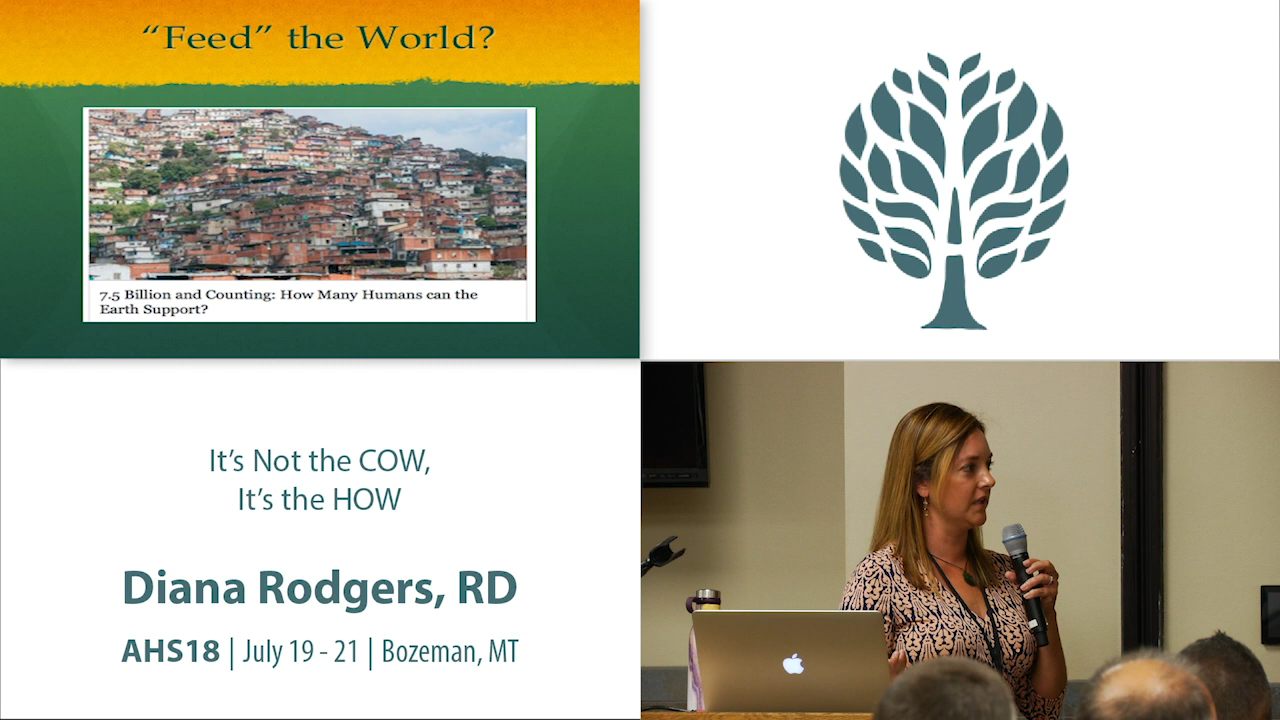 “Feed” the World?
7.5 Billion and Counting: How Many Humans can the
Earth Support?
It’s Not the COW,
It’s the HOW
Diana Rodgers, RD
AHS18 | July 19 - 21 | Bozeman, MT